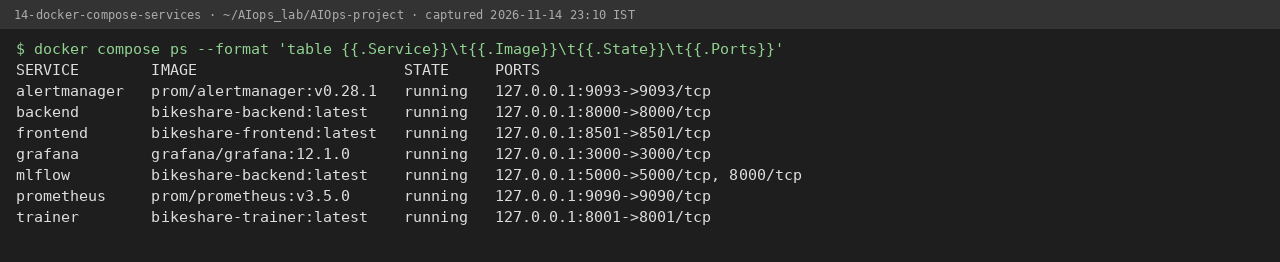 14-docker-compose-services · ~/AIops_lab/AIOps-project · captured 2026-11-14 23:10 IST
$ docker compose ps --format 'table {{.Service}}\t{{.Image}}\t{{.State}}\t{{.Ports}}'
SERVICE        IMAGE                       STATE     PORTS
alertmanager   prom/alertmanager:v0.28.1   running   127.0.0.1:9093->9093/tcp
backend        bikeshare-backend:latest    running   127.0.0.1:8000->8000/tcp
frontend       bikeshare-frontend:latest   running   127.0.0.1:8501->8501/tcp
grafana        grafana/grafana:12.1.0      running   127.0.0.1:3000->3000/tcp
mlflow         bikeshare-backend:latest    running   127.0.0.1:5000->5000/tcp, 8000/tcp
prometheus     prom/prometheus:v3.5.0      running   127.0.0.1:9090->9090/tcp
trainer        bikeshare-trainer:latest    running   127.0.0.1:8001->8001/tcp